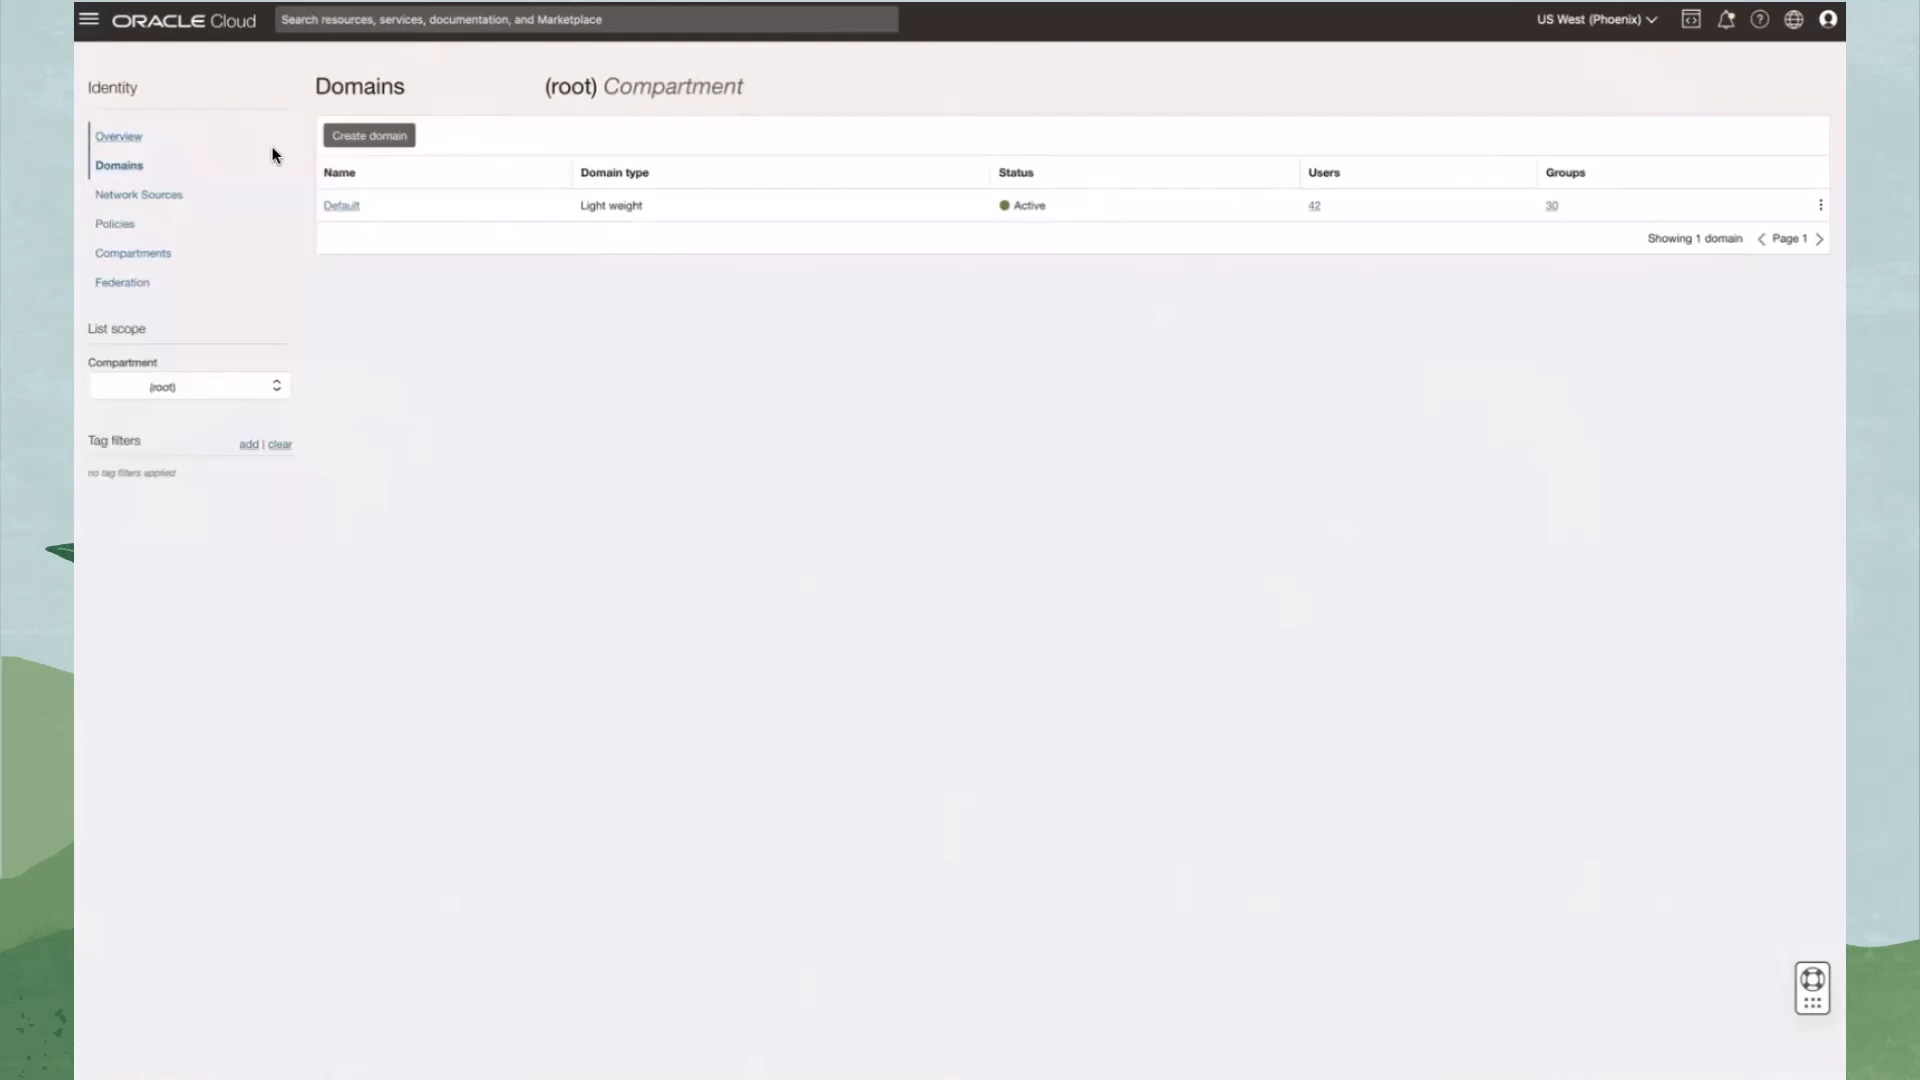 ORACLE Cloud
Search resources, services, documentation, and Marketplace
US West (Phoenix)
Identity
Overview
Domains
Network Sources
Policies
Compartments
Federation
List scope
Compartment
(root)
Tag filters
add | clear
no tag filters applied
Domains (root) Compartment
Create domain
Name Domain type Status Users Groups
Default Light weight Active 42 30
Showing 1 domain Page 1